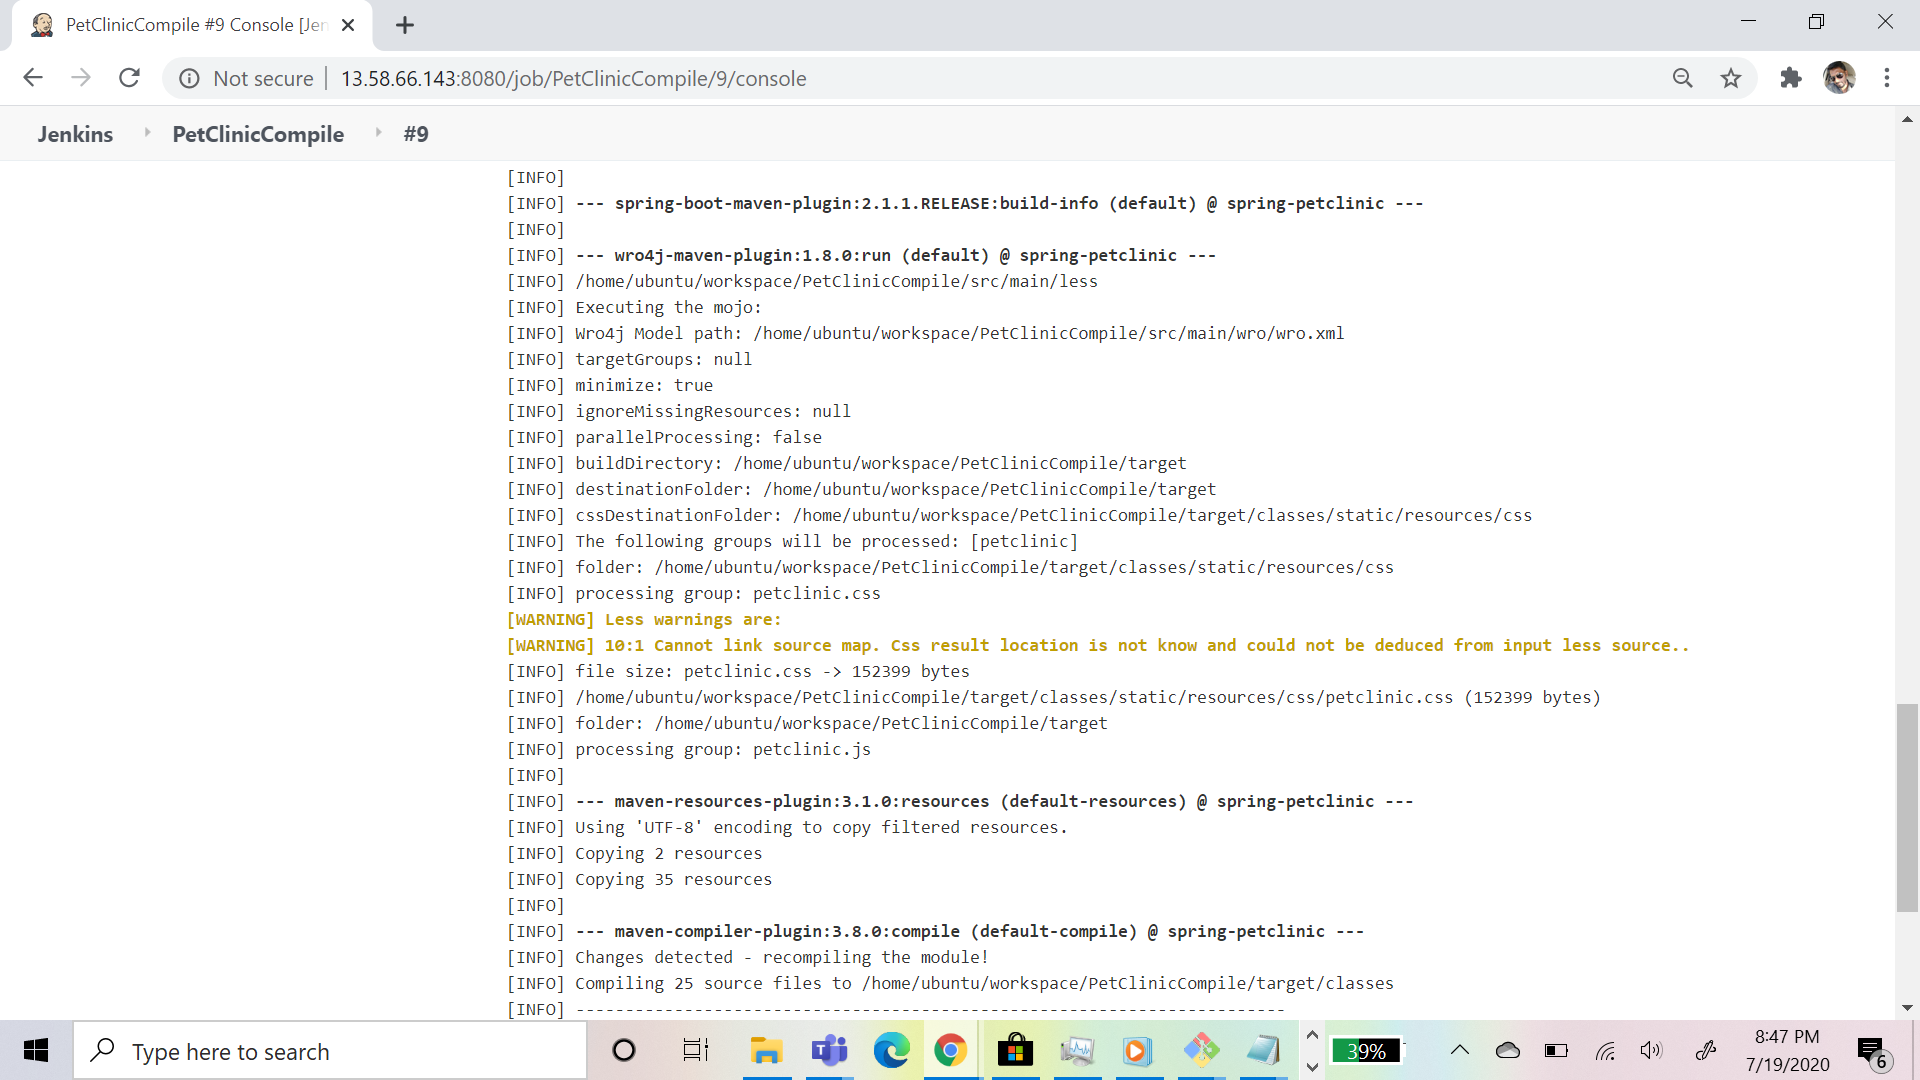 PetClinicCompile #9 Console [Jen
Not secure
13.58.66.143:8080/job/PetClinicCompile/9/console
Jenkins PetClinicCompile #9
[INFO]
[INFO] --- spring-boot-maven-plugin:2.1.1.RELEASE:build-info (default) @ spring-petclinic ---
[INFO]
[INFO] --- wro4j-maven-plugin:1.8.0:run (default) @ spring-petclinic ---
[INFO] /home/ubuntu/workspace/PetClinicCompile/src/main/less
[INFO] Executing the mojo:
[INFO] Wro4j Model path: /home/ubuntu/workspace/PetClinicCompile/src/main/wro/wro.xml
[INFO] targetGroups: null
[INFO] minimize: true
[INFO] ignoreMissingResources: null
[INFO] parallelProcessing: false
[INFO] buildDirectory: /home/ubuntu/workspace/PetClinicCompile/target
[INFO] destinationFolder: /home/ubuntu/workspace/PetClinicCompile/target
[INFO] cssDestinationFolder: /home/ubuntu/workspace/PetClinicCompile/target/classes/static/resources/css
[INFO] The following groups will be processed: [petclinic]
[INFO] folder: /home/ubuntu/workspace/PetClinicCompile/target/classes/static/resources/css
[INFO] processing group: petclinic.css
[WARNING] Less warnings are:
[WARNING] 10:1 Cannot link source map. Css result location is not know and could not be deduced from input less source..
[INFO] file size: petclinic.css -> 152399 bytes
[INFO] /home/ubuntu/workspace/PetClinicCompile/target/classes/static/resources/css/petclinic.css (152399 bytes)
[INFO] folder: /home/ubuntu/workspace/PetClinicCompile/target
[INFO] processing group: petclinic.js
[INFO]
[INFO] --- maven-resources-plugin:3.1.0:resources (default-resources) @ spring-petclinic ---
[INFO] Using 'UTF-8' encoding to copy filtered resources.
[INFO] Copying 2 resources
[INFO] Copying 35 resources
[INFO]
[INFO] --- maven-compiler-plugin:3.8.0:compile (default-compile) @ spring-petclinic ---
[INFO] Changes detected - recompiling the module!
[INFO] Compiling 25 source files to /home/ubuntu/workspace/PetClinicCompile/target/classes
[INFO] ------------------------------------------------------------------------
Type here to search
39%
8:47 PM
7/19/2020
6